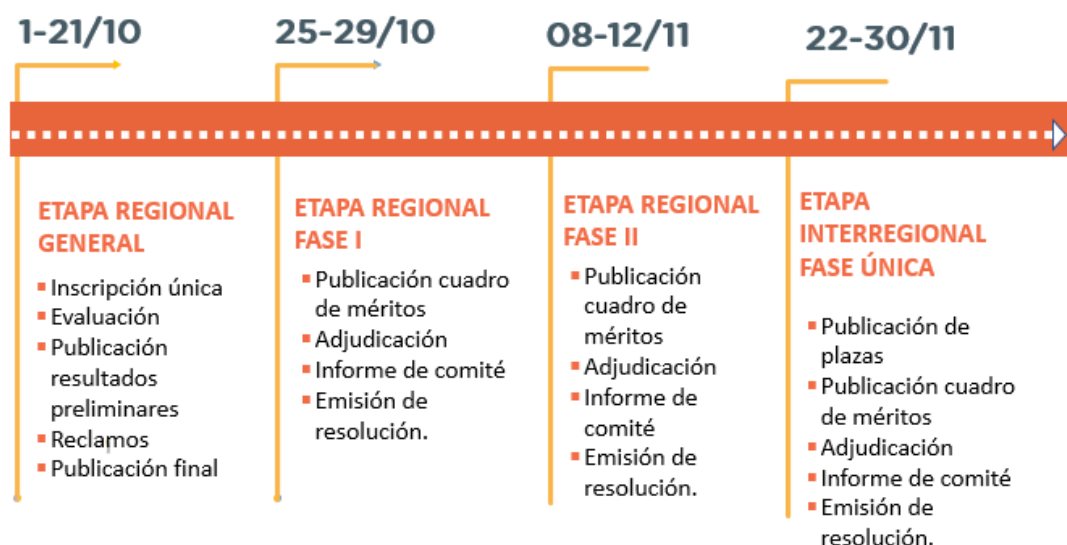 1-21/10
25-29/10
08-12/11
22-30/11
ETAPA REGIONAL
GENERAL
Inscripción única
Evaluación
Publicación
resultados
preliminares
Reclamos
Publicación final
ETAPA REGIONAL
FASE I
Publicación cuadro
de méritos
Adjudicación
Informe de comité
Emisión de
resolución.
ETAPA REGIONAL
FASE II
Publicación
cuadro de
méritos
Adjudicación
Informe de
comité
Emisión de
resolución.
ETAPA
INTERREGIONAL
FASE ÚNICA
Publicación de
plazas
Publicación cuadro
de méritos
Adjudicación
Informe de comité
Emisión de
resolución.